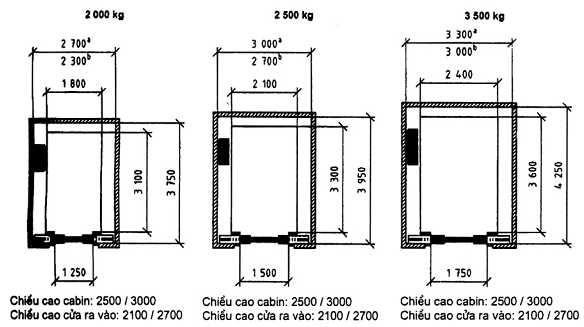 2 000 kg
2 700ᵃ
2 300ᵇ
1 800
3 100
3 750
1 250
Chiều cao cabin: 2500 / 3000
Chiều cao cửa ra vào: 2100 / 2700
2 500 kg
3 000ᵃ
2 700ᵇ
2 100
3 300
3 950
1 500
Chiều cao cabin: 2500 / 3000
Chiều cao cửa ra vào: 2100 / 2700
3 500 kg
3 300ᵃ
3 000ᵇ
2 400
3 600
4 250
1 750
Chiều cao cabin: 2500 / 3000
Chiều cao cửa ra vào: 2100 / 2700